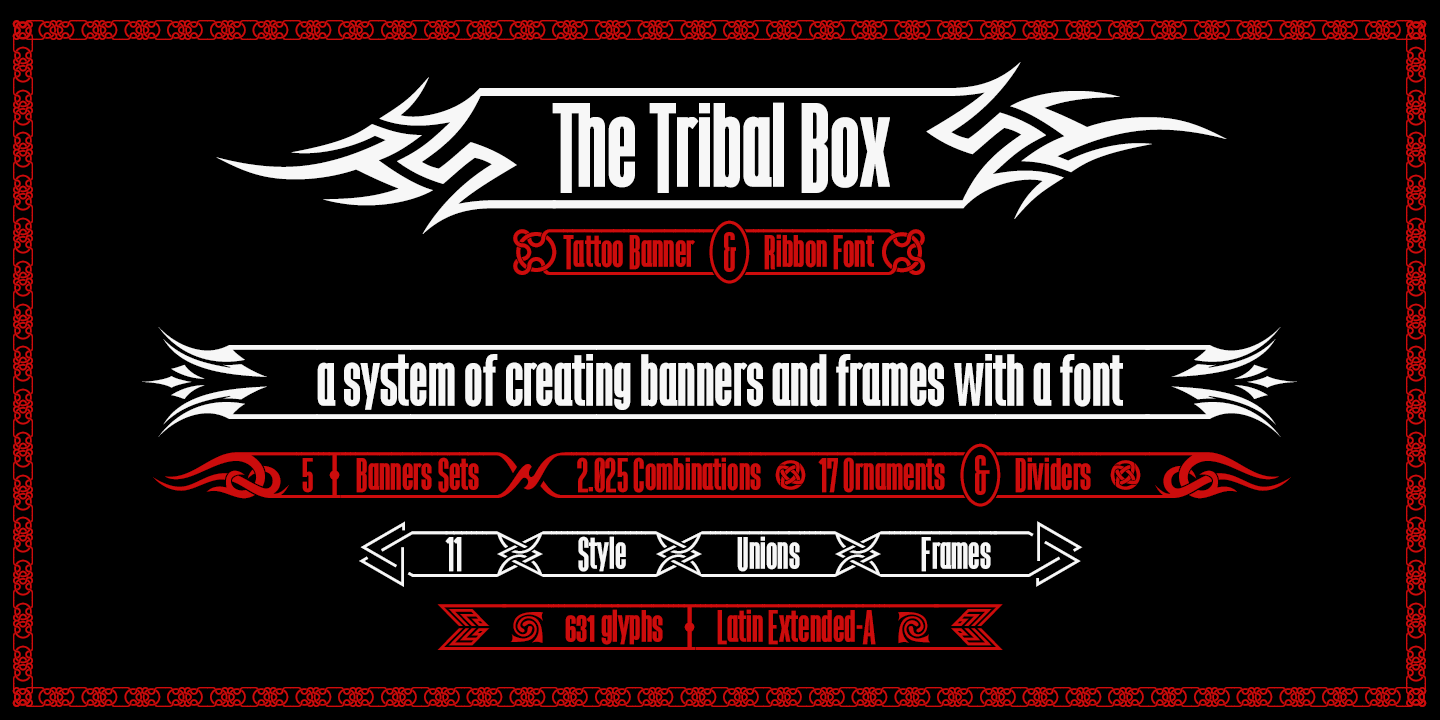 The Tribal Box
Tattoo Banner & Ribbon Font
a system of creating banners and frames with a font
5 Banners Sets 2.025 Combinations 17 Ornaments & Dividers
11 Style Unions Frames
631 glyphs Latin Extended-A